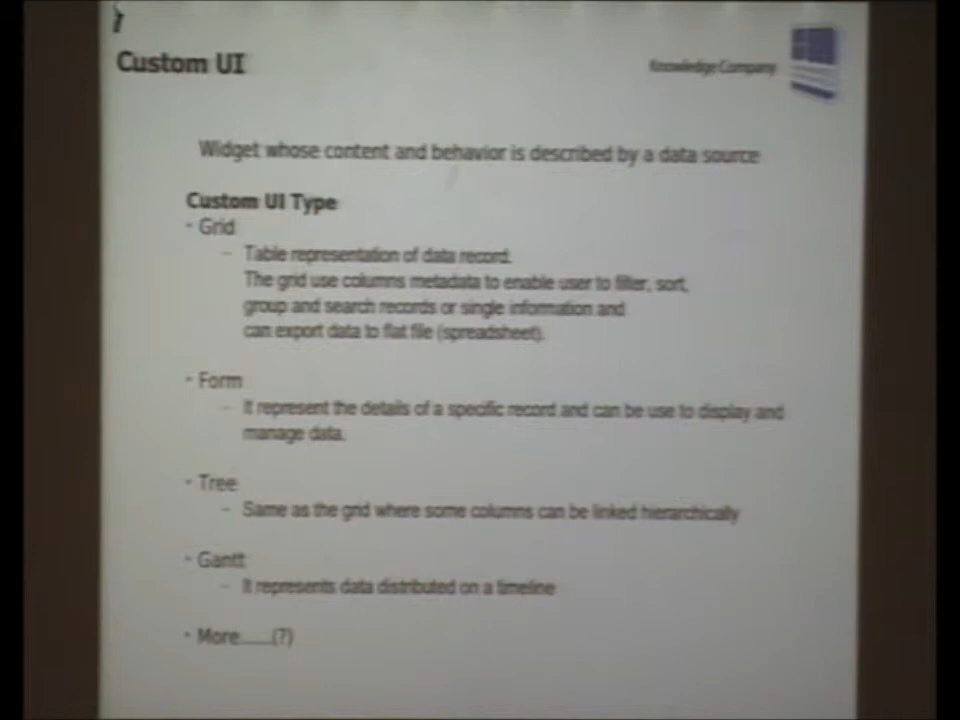 Custom UI
Knowledge Company
Widget whose content and behavior is described by a data source
Custom UI Type
· Grid
– Table representation of data record.
The grid use columns metadata to enable user to filter, sort,
group and search records or single information and
can export data to flat file (spreadsheet).
· Form
– It represent the details of a specific record and can be use to display and
manage data.
· Tree
– Same as the grid where some columns can be linked hierarchically
· Gantt
– It represents data distributed on a timeline
· More......(?)